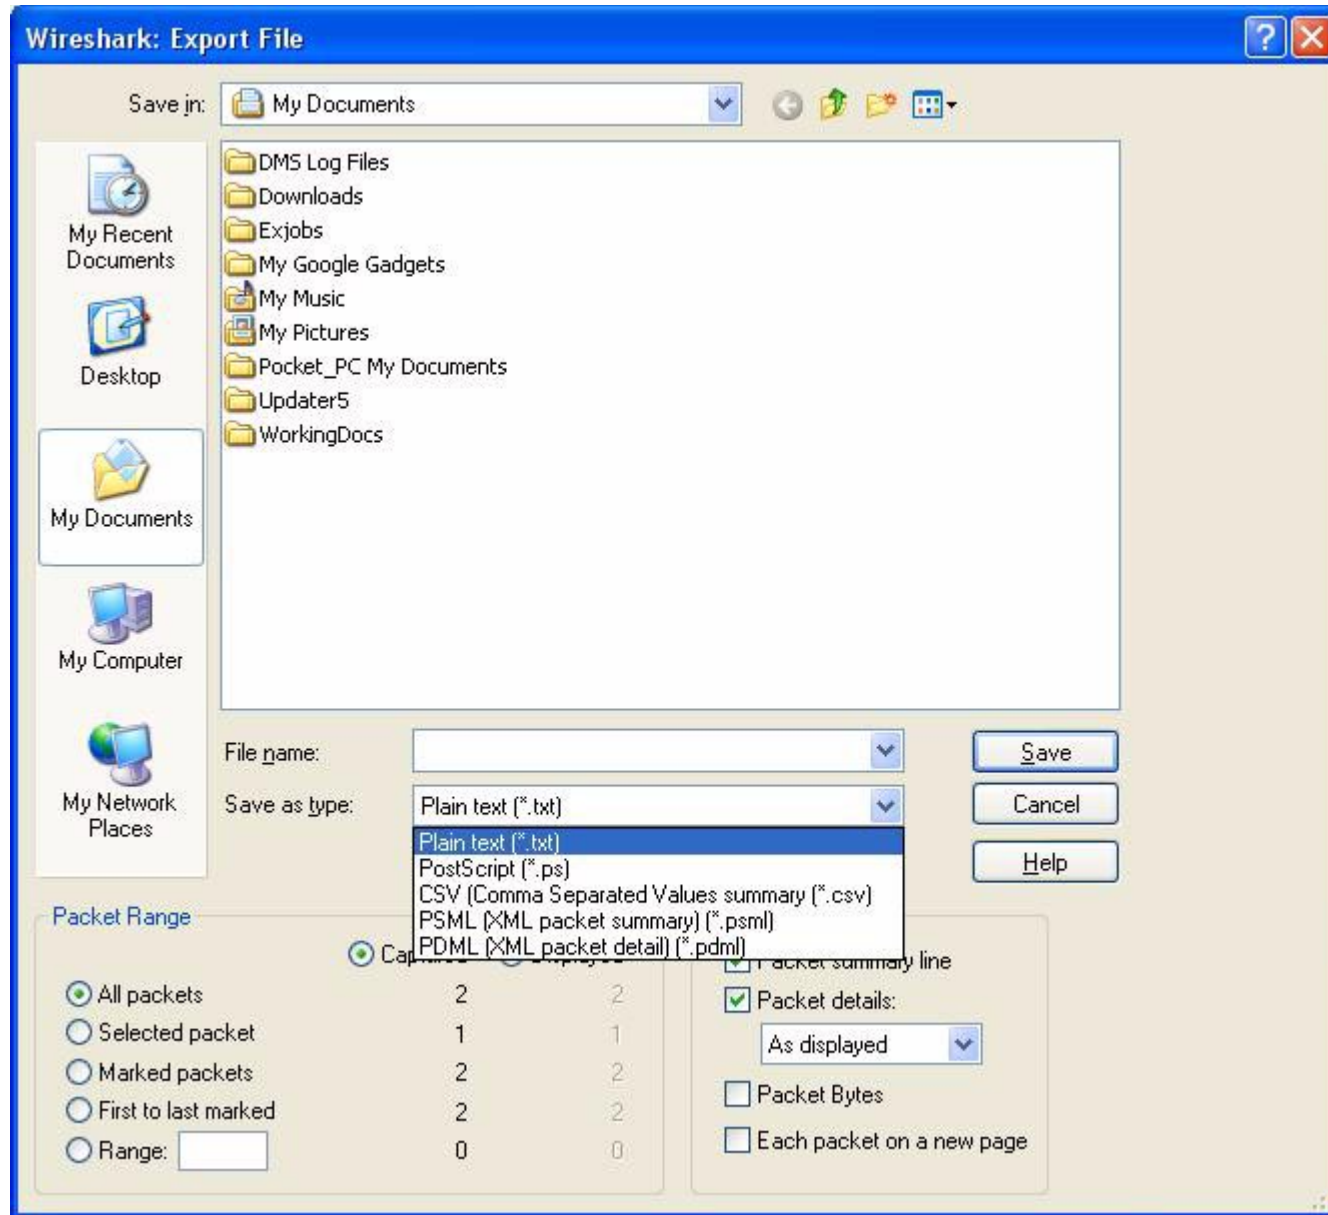 Wireshark: Export File
Save in: My Documents
DMS Log Files
Downloads
Exjobs
My Google Gadgets
My Music
My Pictures
Pocket_PC My Documents
Updater5
WorkingDocs
My Recent
Documents
Desktop
My Documents
My Computer
My Network
Places
File name:
Save
Save as type: Plain text (*.txt)
Cancel
Help
Plain text (*.txt)
PostScript (*.ps)
CSV (Comma Separated Values summary (*.csv)
PSML (XML packet summary) (*.psml)
PDML (XML packet detail) (*.pdml)
Packet Range
All packets 2 2
Selected packet 1 1
Marked packets 2 2
First to last marked 2 2
Range: 0 0
Packet summary line
Packet details:
As displayed
Packet Bytes
Each packet on a new page